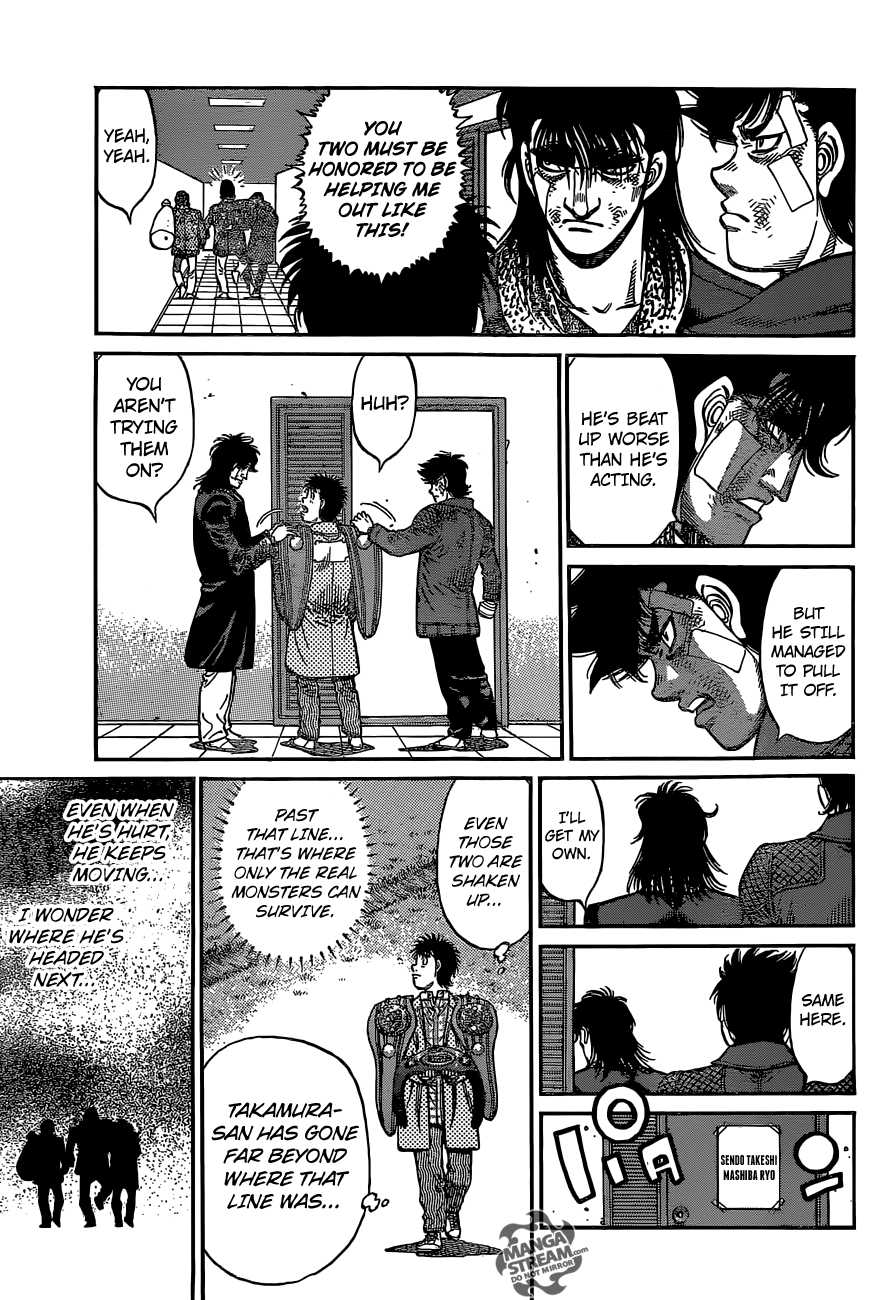 YOU
TWO MUST BE
HONORED TO BE
HELPING ME
OUT LIKE
THIS!
YEAH,
YEAH.
HE'S BEAT
UP WORSE
THAN HE'S
ACTING.
BUT
HE STILL
MANAGED
TO PULL
IT OFF.
HUH?
YOU
AREN'T
TRYING
THEM
ON?
I'LL
GET MY
OWN.
SAME
HERE.
SENDO TAKESHI
MASHIBA RYO
EVEN
THOSE
TWO ARE
SHAKEN
UP...
PAST
THAT LINE...
THAT'S WHERE
ONLY THE REAL
MONSTERS CAN
SURVIVE.
TAKAMURA-
SAN HAS GONE
FAR BEYOND
WHERE THAT
LINE WAS...
EVEN WHEN
HE'S HURT,
HE KEEPS
MOVING...
I WONDER
WHERE HE'S
HEADED
NEXT...
MANGA
STREAM.com
DO NOT MIRROR